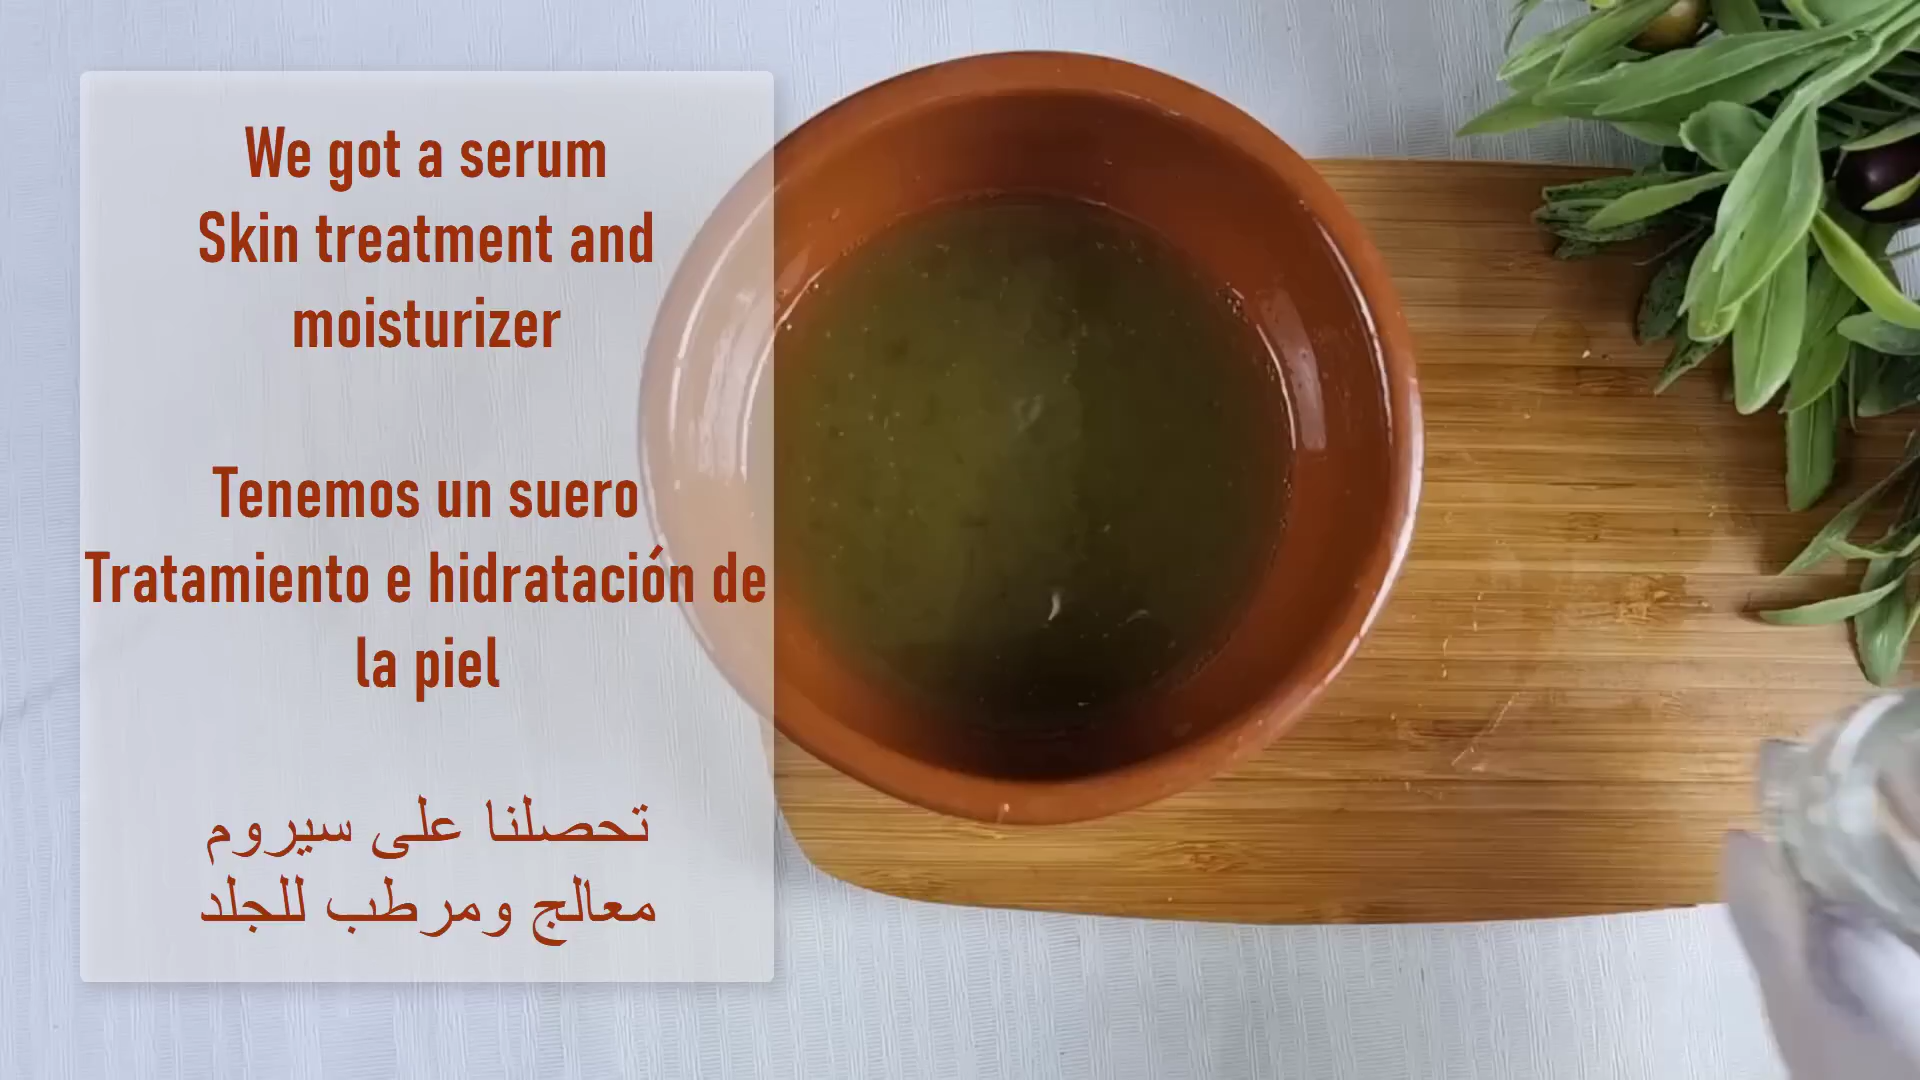 We got a serum
Skin treatment and
moisturizer
Tenemos un suero
Tratamiento e hidratación de
la piel
تحصلنا على سيروم
معالج ومرطب للجلد